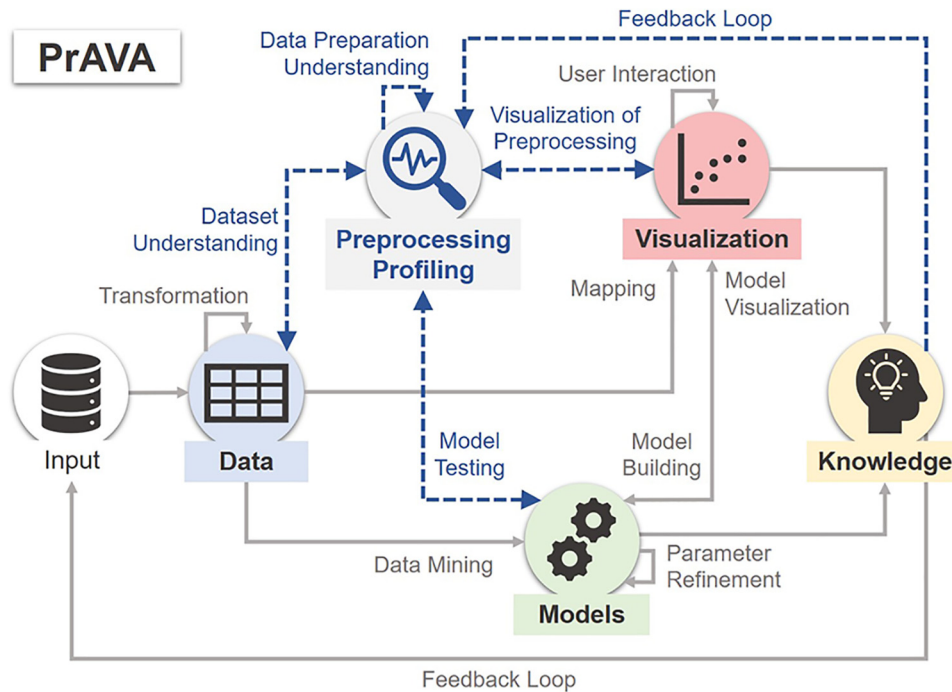 PrAVA
Feedback Loop
Data Preparation
Understanding
User Interaction
Visualization of
Preprocessing
Dataset
Understanding
Preprocessing
Profiling
Visualization
Transformation
Mapping
Model
Visualization
Input
Data
Model
Testing
Model
Building
Knowledge
Data Mining
Parameter
Refinement
Models
Feedback Loop